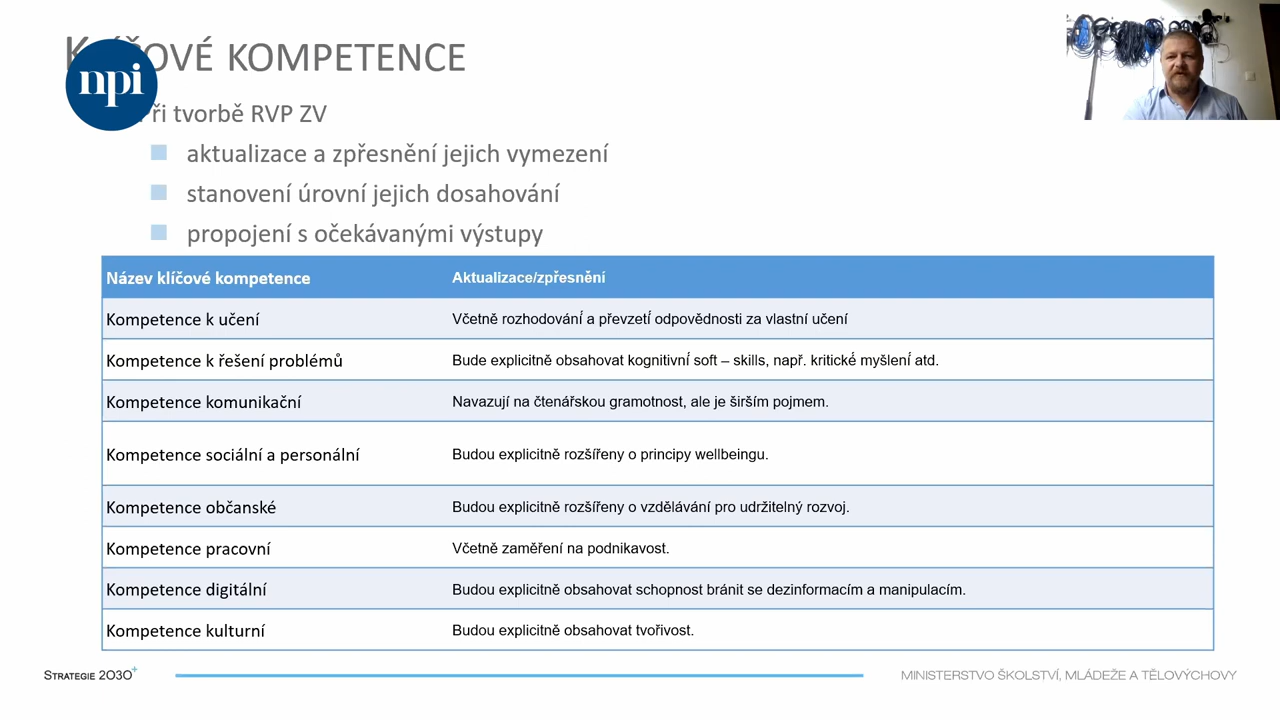 KLÍČOVÉ KOMPETENCE
npi
Při tvorbě RVP ZV
aktualizace a zpřesnění jejich vymezení
stanovení úrovní jejich dosahování
propojení s očekávanými výstupy
Název klíčové kompetence Aktualizace/zpřesnění
Kompetence k učení Včetně rozhodování a převzetí odpovědnosti za vlastní učení
Kompetence k řešení problémů Bude explicitně obsahovat kognitivní soft – skills, např. kritické myšlení atd.
Kompetence komunikační Navazují na čtenářskou gramotnost, ale je širším pojmem.
Kompetence sociální a personální Budou explicitně rozšířeny o principy wellbeingu.
Kompetence občanské Budou explicitně rozšířeny o vzdělávání pro udržitelný rozvoj.
Kompetence pracovní Včetně zaměření na podnikavost.
Kompetence digitální Budou explicitně obsahovat schopnost bránit se dezinformacím a manipulacím.
Kompetence kulturní Budou explicitně obsahovat tvořivost.
STRATEGIE 2030+
MINISTERSTVO ŠKOLSTVÍ, MLÁDEŽE A TĚLOVÝCHOVY